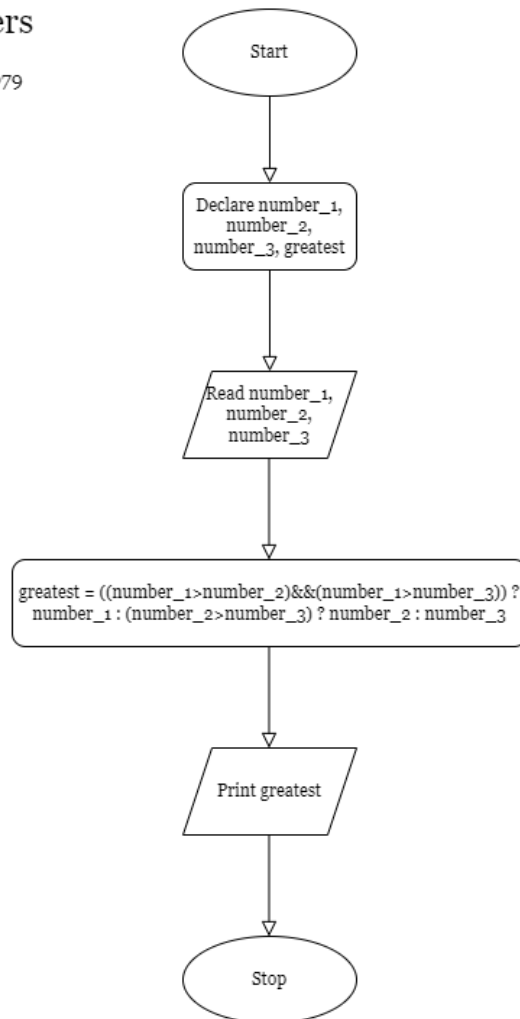 ers
979
Start
Declare number_1,
number_2,
number_3, greatest
Read number_1,
number_2,
number_3
greatest = ((number_1>number_2)&&(number_1>number_3)) ?
number_1 : (number_2>number_3) ? number_2 : number_3
Print greatest
Stop